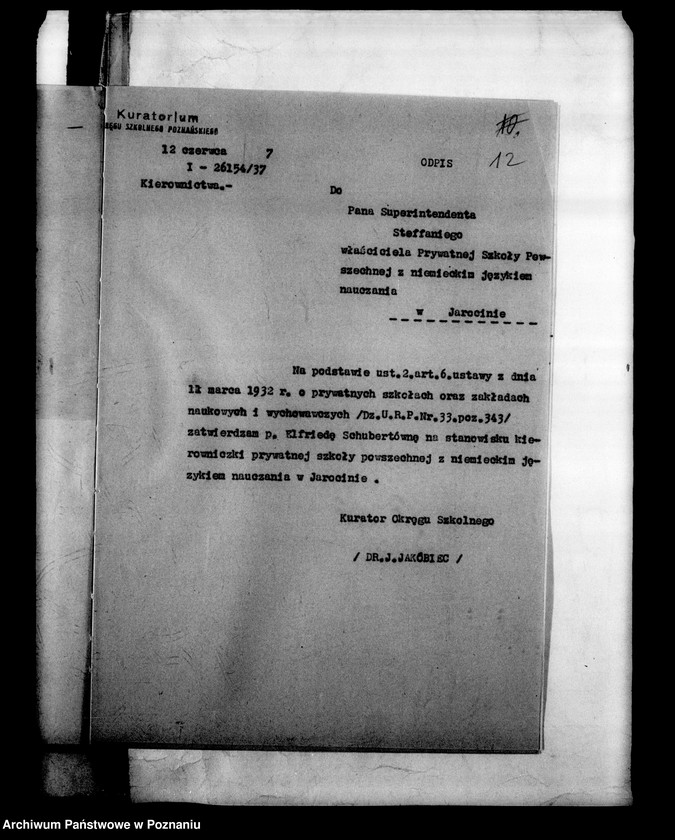 Kuratorium
OKRĘGU SZKOLNEGO POZNAŃSKIEGO
12 czerwca 7
I - 26154/37
Kierownictwa.-
10.
ODPIS 12
Do
Pana Superintendenta
Steffaniego
właściciela Prywatnej Szkoły Pow-
szechnej z niemieckim językiem
nauczania
w Jarocinie
Na podstawie ust.2.art.6.ustawy z dnia
11 marca 1932 r. o prywatnych szkołach oraz zakładach
naukowych i wychowawczych /Dz.U.R.P.Nr.33.poz.343/
zatwierdzam p. Elfriedę Schubertównę na stanowisku kie-
rowniczki prywatnej szkoły powszechnej z niemieckim ję-
zykiem nauczania w Jarocinie .
Kurator Okręgu Szkolnego
/ DR.J.JAKÓBIEC /
Archiwum Państwowe w Poznaniu